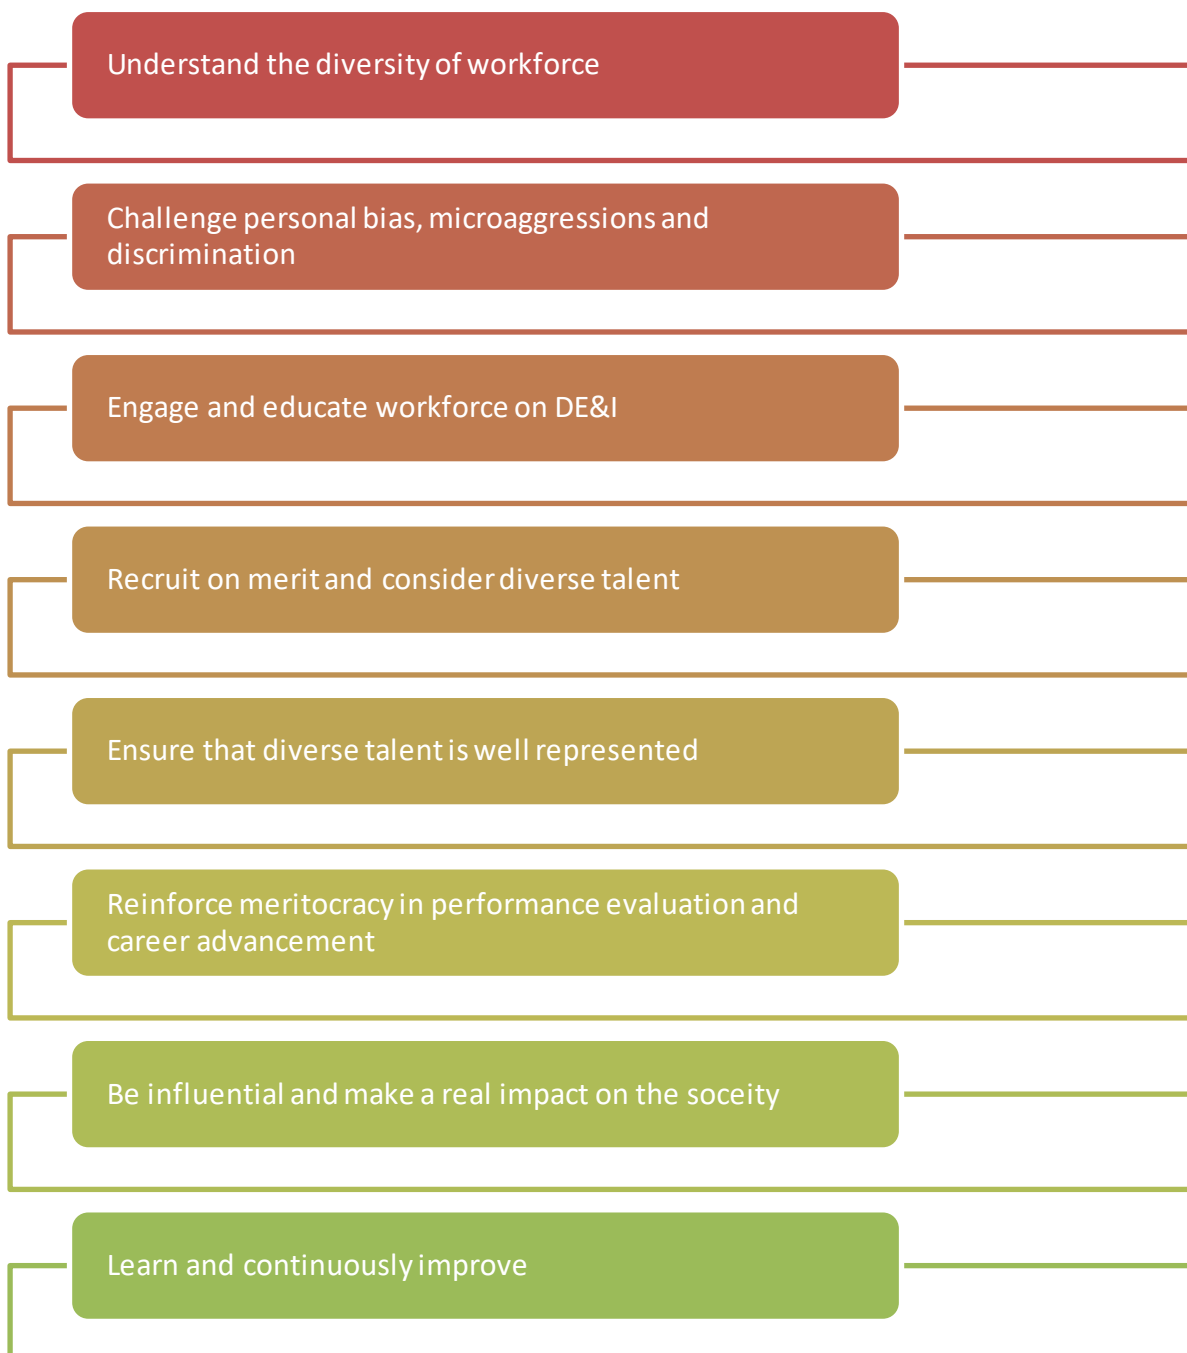 Understand the diversity of workforce
Challenge personal bias, microaggressions and
discrimination
Engage and educate workforce on DE&I
Recruit on merit and consider diverse talent
Ensure that diverse talent is well represented
Reinforce meritocracy in performance evaluation and
career advancement
Be influential and make a real impact on the soceity
Learn and continuously improve